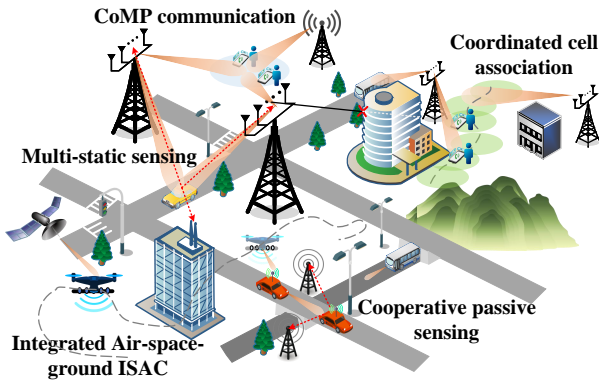 CoMP communication
Coordinated cell
association
Multi-static sensing
Cooperative passive
sensing
Integrated Air-space-
ground ISAC